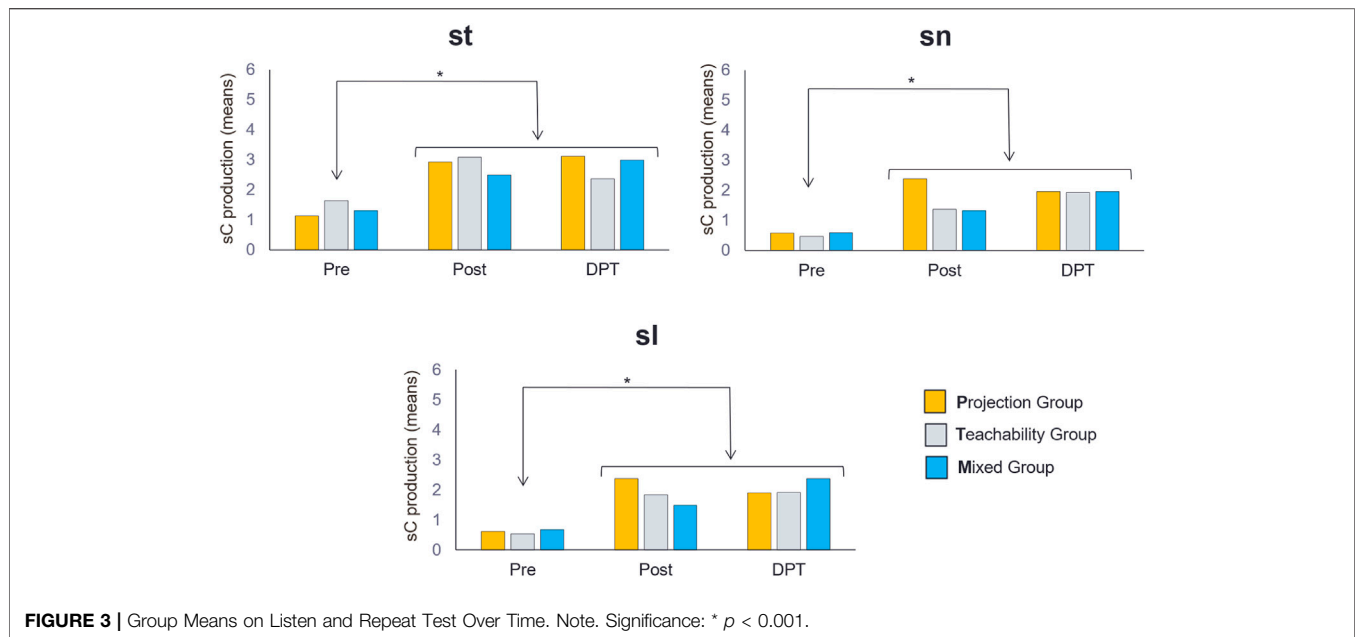 st
sC production (means)
6
5
4
3
2
1
0
*
Pre Post DPT
sn
sC production (means)
6
5
4
3
2
1
0
*
Pre Post DPT
sl
sC production (means)
6
5
4
3
2
1
0
*
Pre Post DPT
Projection Group
Teachability Group
Mixed Group
FIGURE 3 | Group Means on Listen and Repeat Test Over Time. Note. Significance: * p < 0.001.